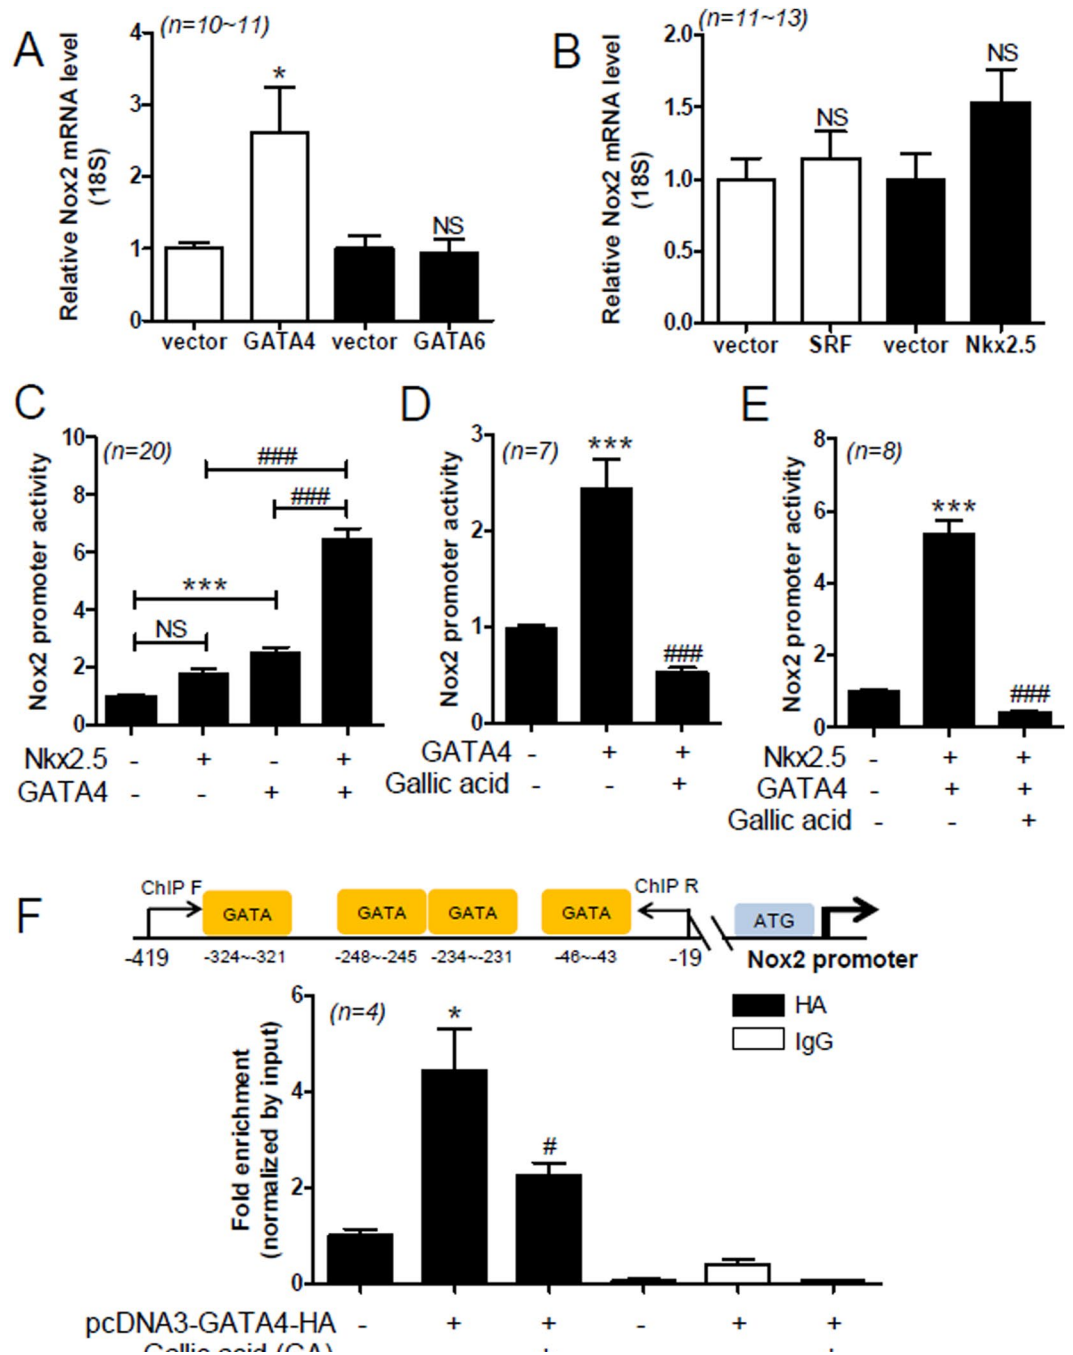 A
(n=10~11)
Relative Nox2 mRNA level
(18S)
4
3
2
1
0
*
NS
vector GATA4 vector GATA6
B
(n=11~13)
Relative Nox2 mRNA level
(18S)
2.0
1.5
1.0
0.5
0.0
NS
NS
vector SRF vector Nkx2.5
C
(n=20)
Nox2 promoter activity
10
8
6
4
2
0
###
###
***
NS
Nkx2.5 - + - +
GATA4 - - + +
D
(n=7)
Nox2 promoter activity
3
2
1
0
***
###
GATA4 - + +
Gallic acid - - +
E
(n=8)
Nox2 promoter activity
8
6
4
2
0
***
###
Nkx2.5 - + +
GATA4 - + +
Gallic acid - - +
F
ChIP F
GATA GATA GATA GATA
ChIP R
ATG
-419 -324~-321 -248~-245 -234~-231 -46~-43 -19 Nox2 promoter
HA
IgG
(n=4)
Fold enrichment
(normalized by input)
6
4
2
0
*
#
pcDNA3-GATA4-HA - + + - + +
Gallic acid (GA) + +